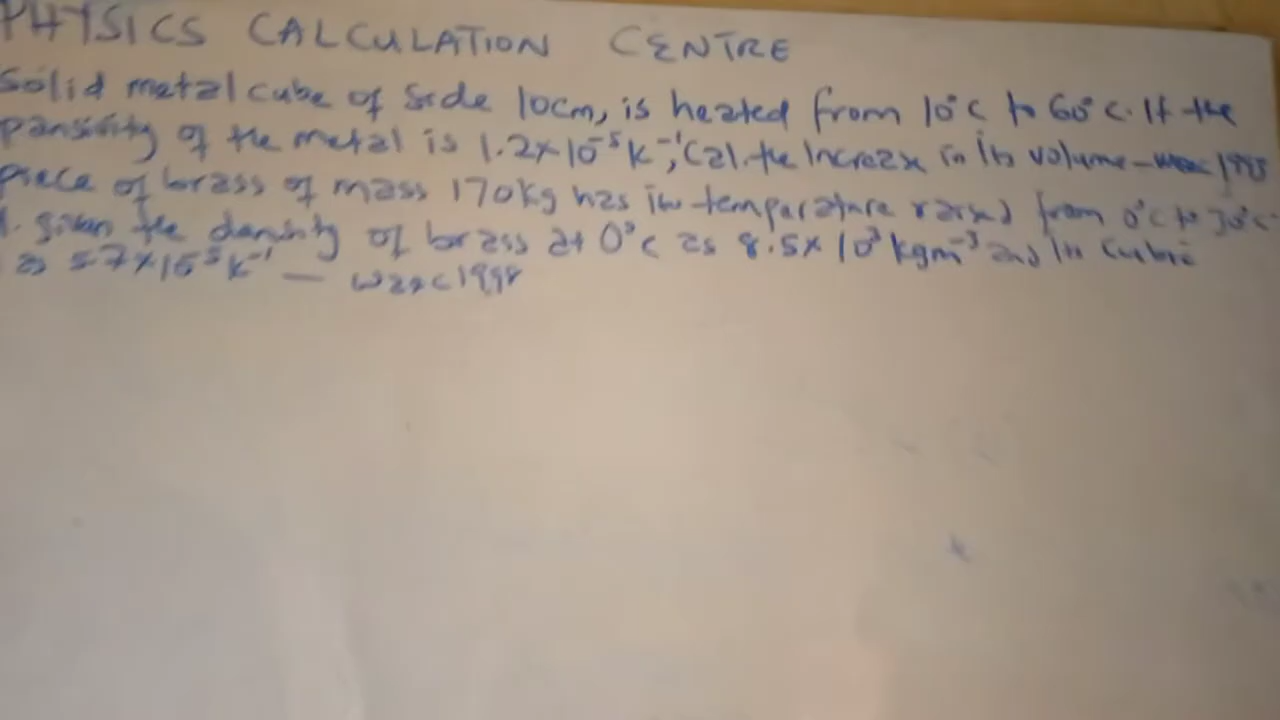 PHYSICS CALCULATION CENTRE
Solid metal cube of side 10cm, is heated from 10°C to 60°C. If the
pansivity of the metal is 1.2×10⁻⁵K⁻¹, Cal. the Increase in its volume - 1995
piece of brass of mass 170kg has its temperature raised from 0°C to 30°C
given the density of brass at 0°C as 8.5×10³kgm⁻³ and its cubic
as 5.7×10⁻⁵K⁻¹ — waec 1998